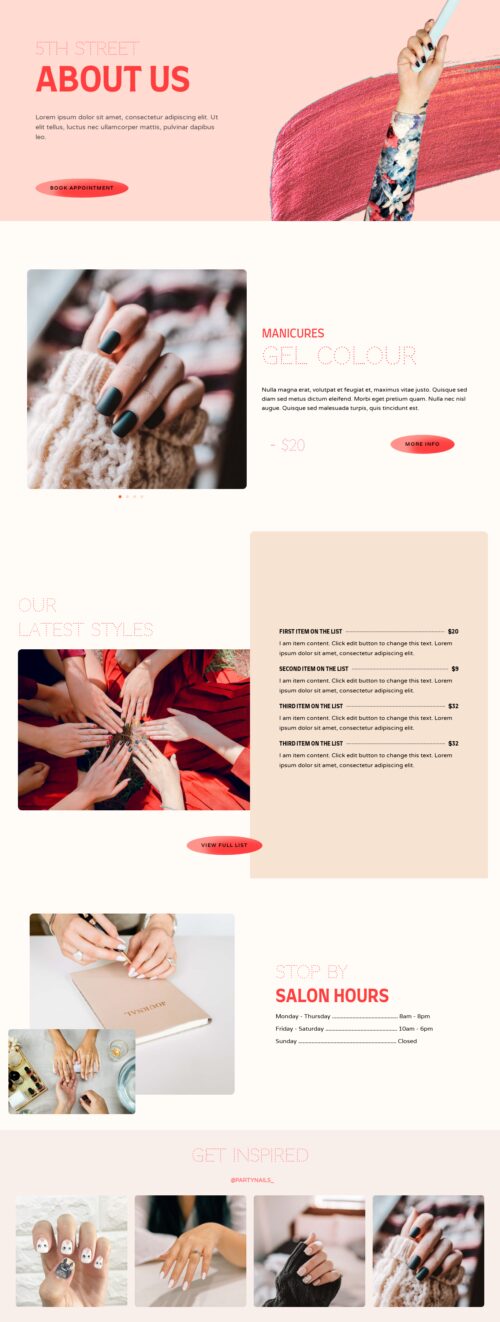 5TH STREET
ABOUT US
Lorem ipsum dolor sit amet, consectetur adipiscing elit. Ut
elit tellus, luctus nec ullamcorper mattis, pulvinar dapibus
leo.
BOOK APPOINTMENT
MANICURES
GEL COLOUR
Nulla magna erat, volutpat et feugiat et, maximus vitae justo. Quisque sed
diam sed metus dictum eleifend. Morbi eget pretium quam. Nulla nec nisl
augue. Quisque sed malesuada turpis, quis tincidunt est.
- $20
MORE INFO
OUR
LATEST STYLES
FIRST ITEM ON THE LIST $20
I am item content. Click edit button to change this text. Lorem
ipsum dolor sit amet, consectetur adipiscing elit.
SECOND ITEM ON THE LIST $9
I am item content. Click edit button to change this text. Lorem
ipsum dolor sit amet, consectetur adipiscing elit.
THIRD ITEM ON THE LIST $32
I am item content. Click edit button to change this text. Lorem
ipsum dolor sit amet, consectetur adipiscing elit.
THIRD ITEM ON THE LIST $32
I am item content. Click edit button to change this text. Lorem
ipsum dolor sit amet, consectetur adipiscing elit.
VIEW FULL LIST
JOURNAL
STOP BY
SALON HOURS
Monday - Thursday 8am - 8pm
Friday - Saturday 10am - 6pm
Sunday Closed
GET INSPIRED
@PARTYNAILS_